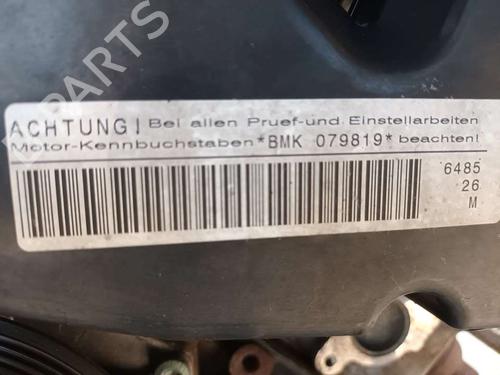 PARTS
ACHTUNG! Bei allen Pruef-und Einstellarbeiten
Motor-Kennbuchstaben *BMK 079819* beachten!
6485
26
M